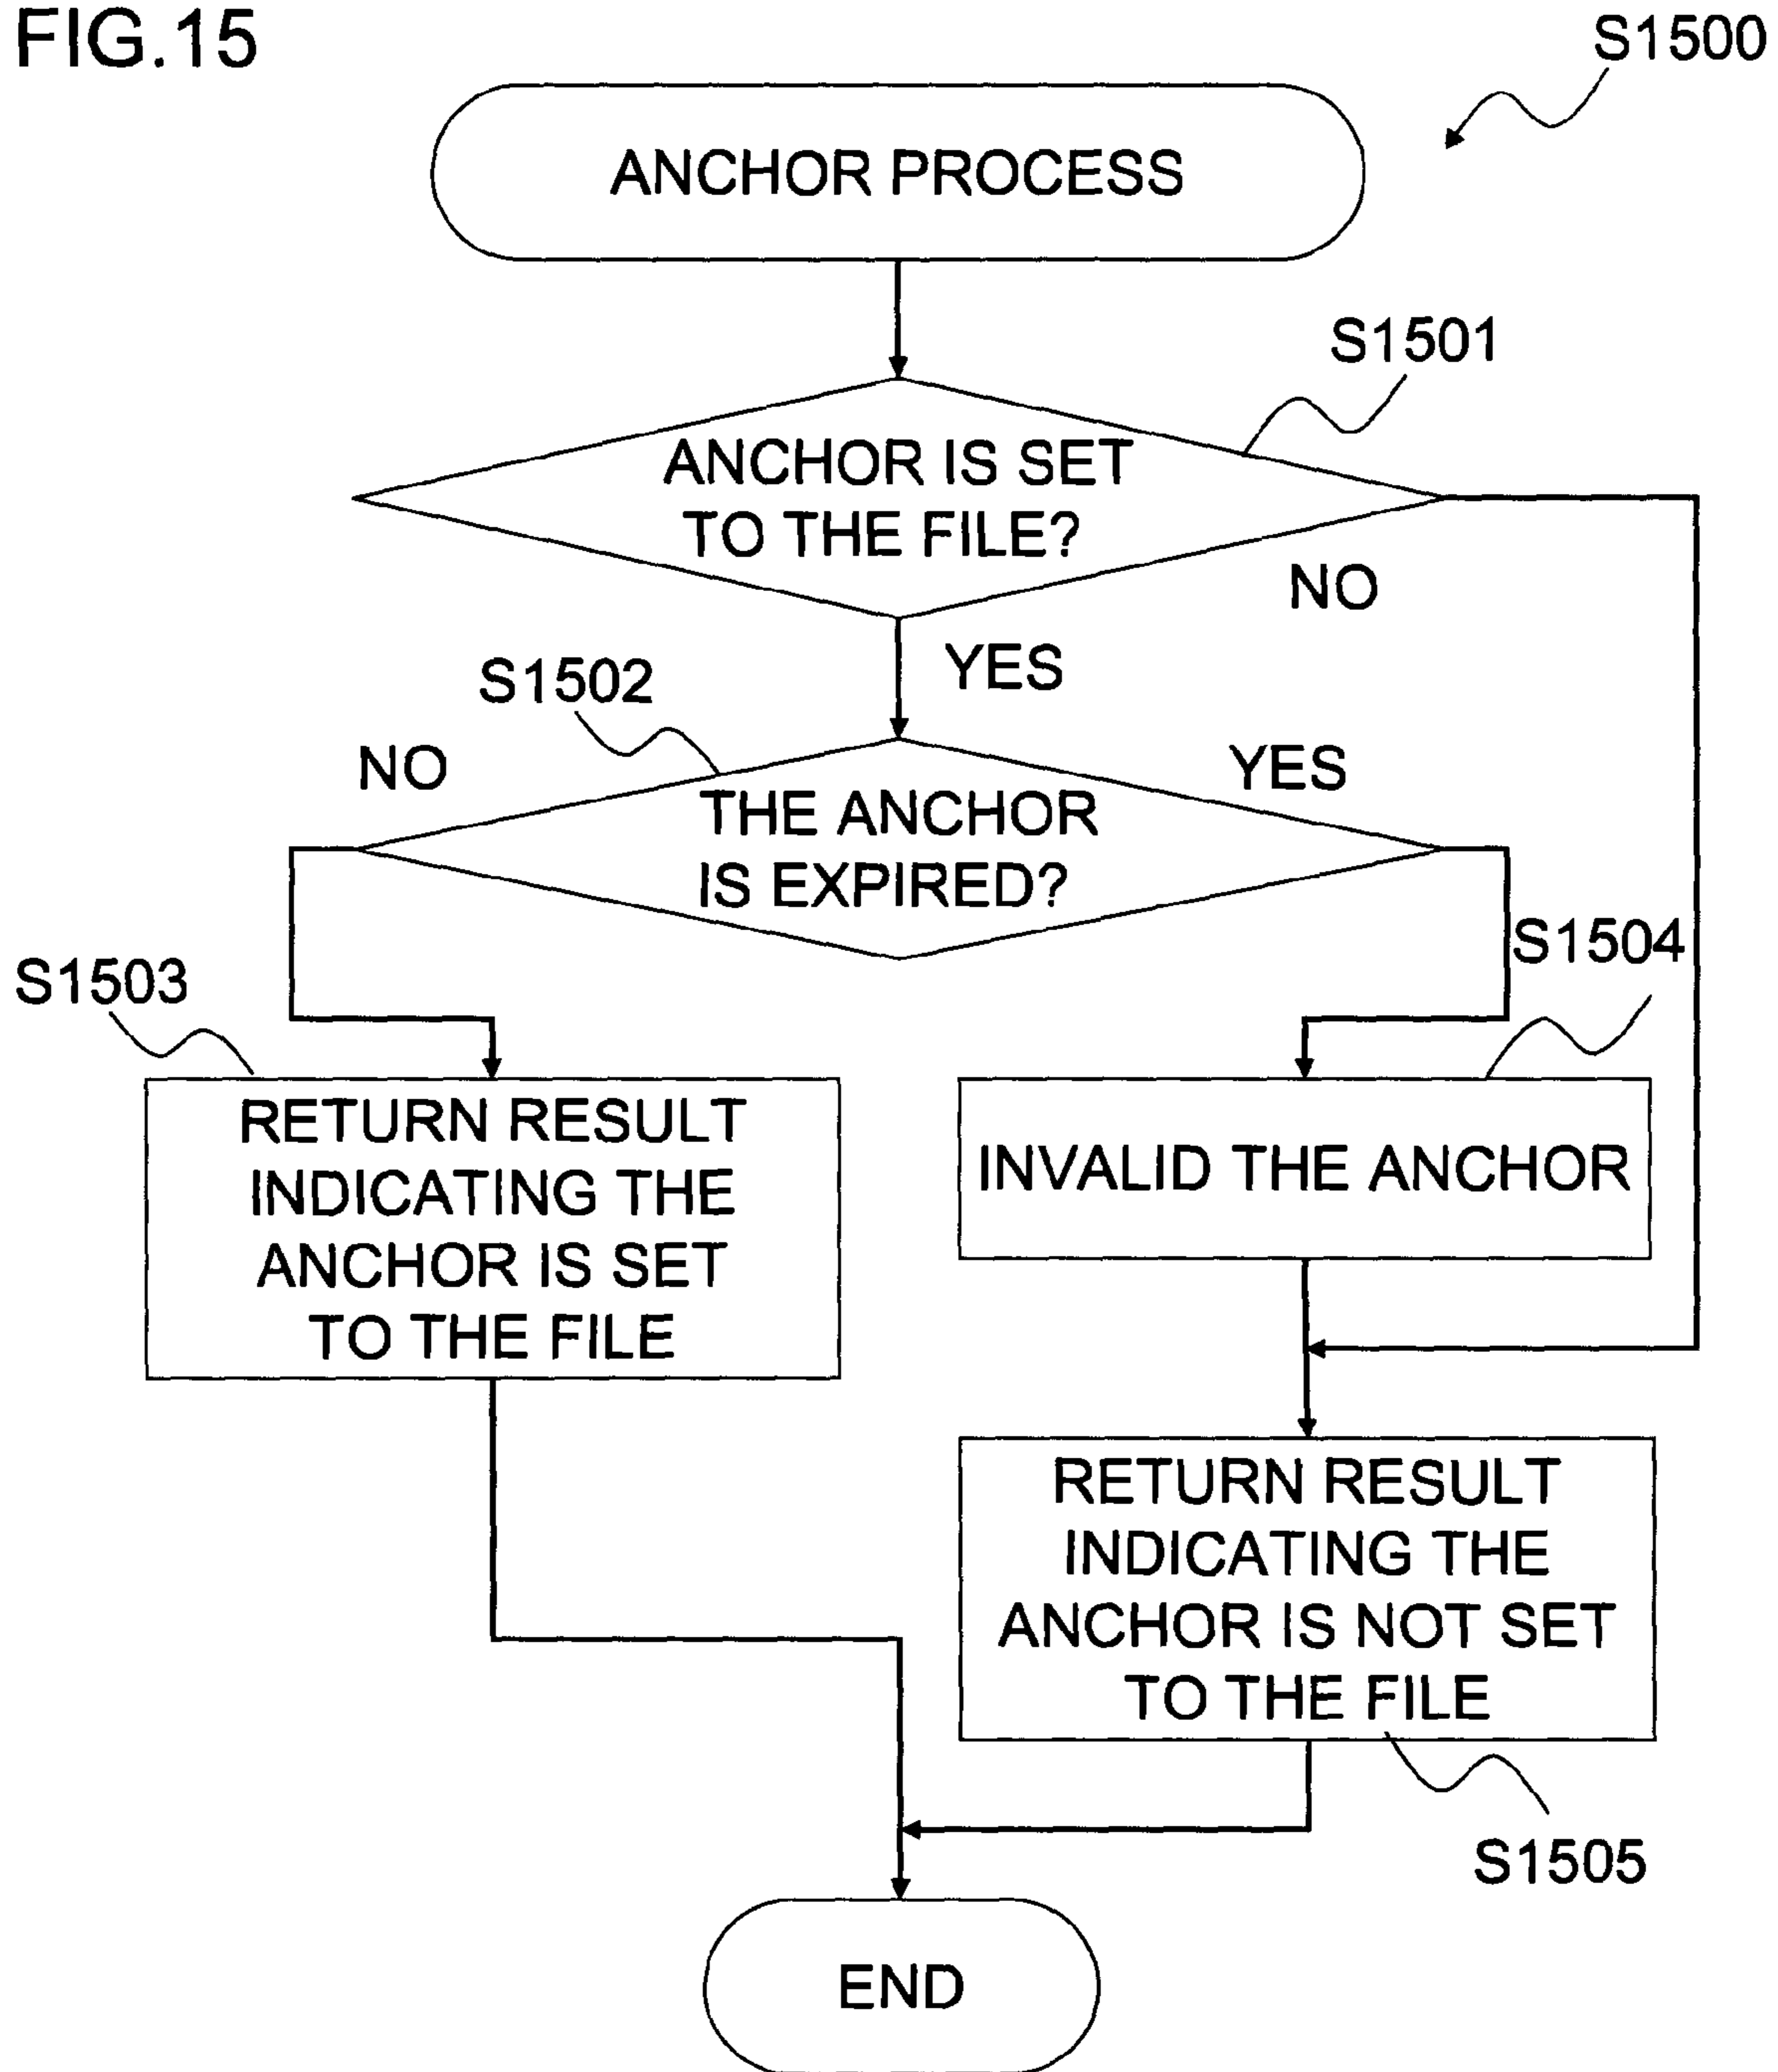 FIG.15
S1500
ANCHOR PROCESS
S1501
ANCHOR IS SET
TO THE FILE?
NO
YES
S1502
NO
YES
THE ANCHOR
IS EXPIRED?
S1504
S1503
RETURN RESULT
INDICATING THE
ANCHOR IS SET
TO THE FILE
INVALID THE ANCHOR
RETURN RESULT
INDICATING THE
ANCHOR IS NOT SET
TO THE FILE
S1505
END